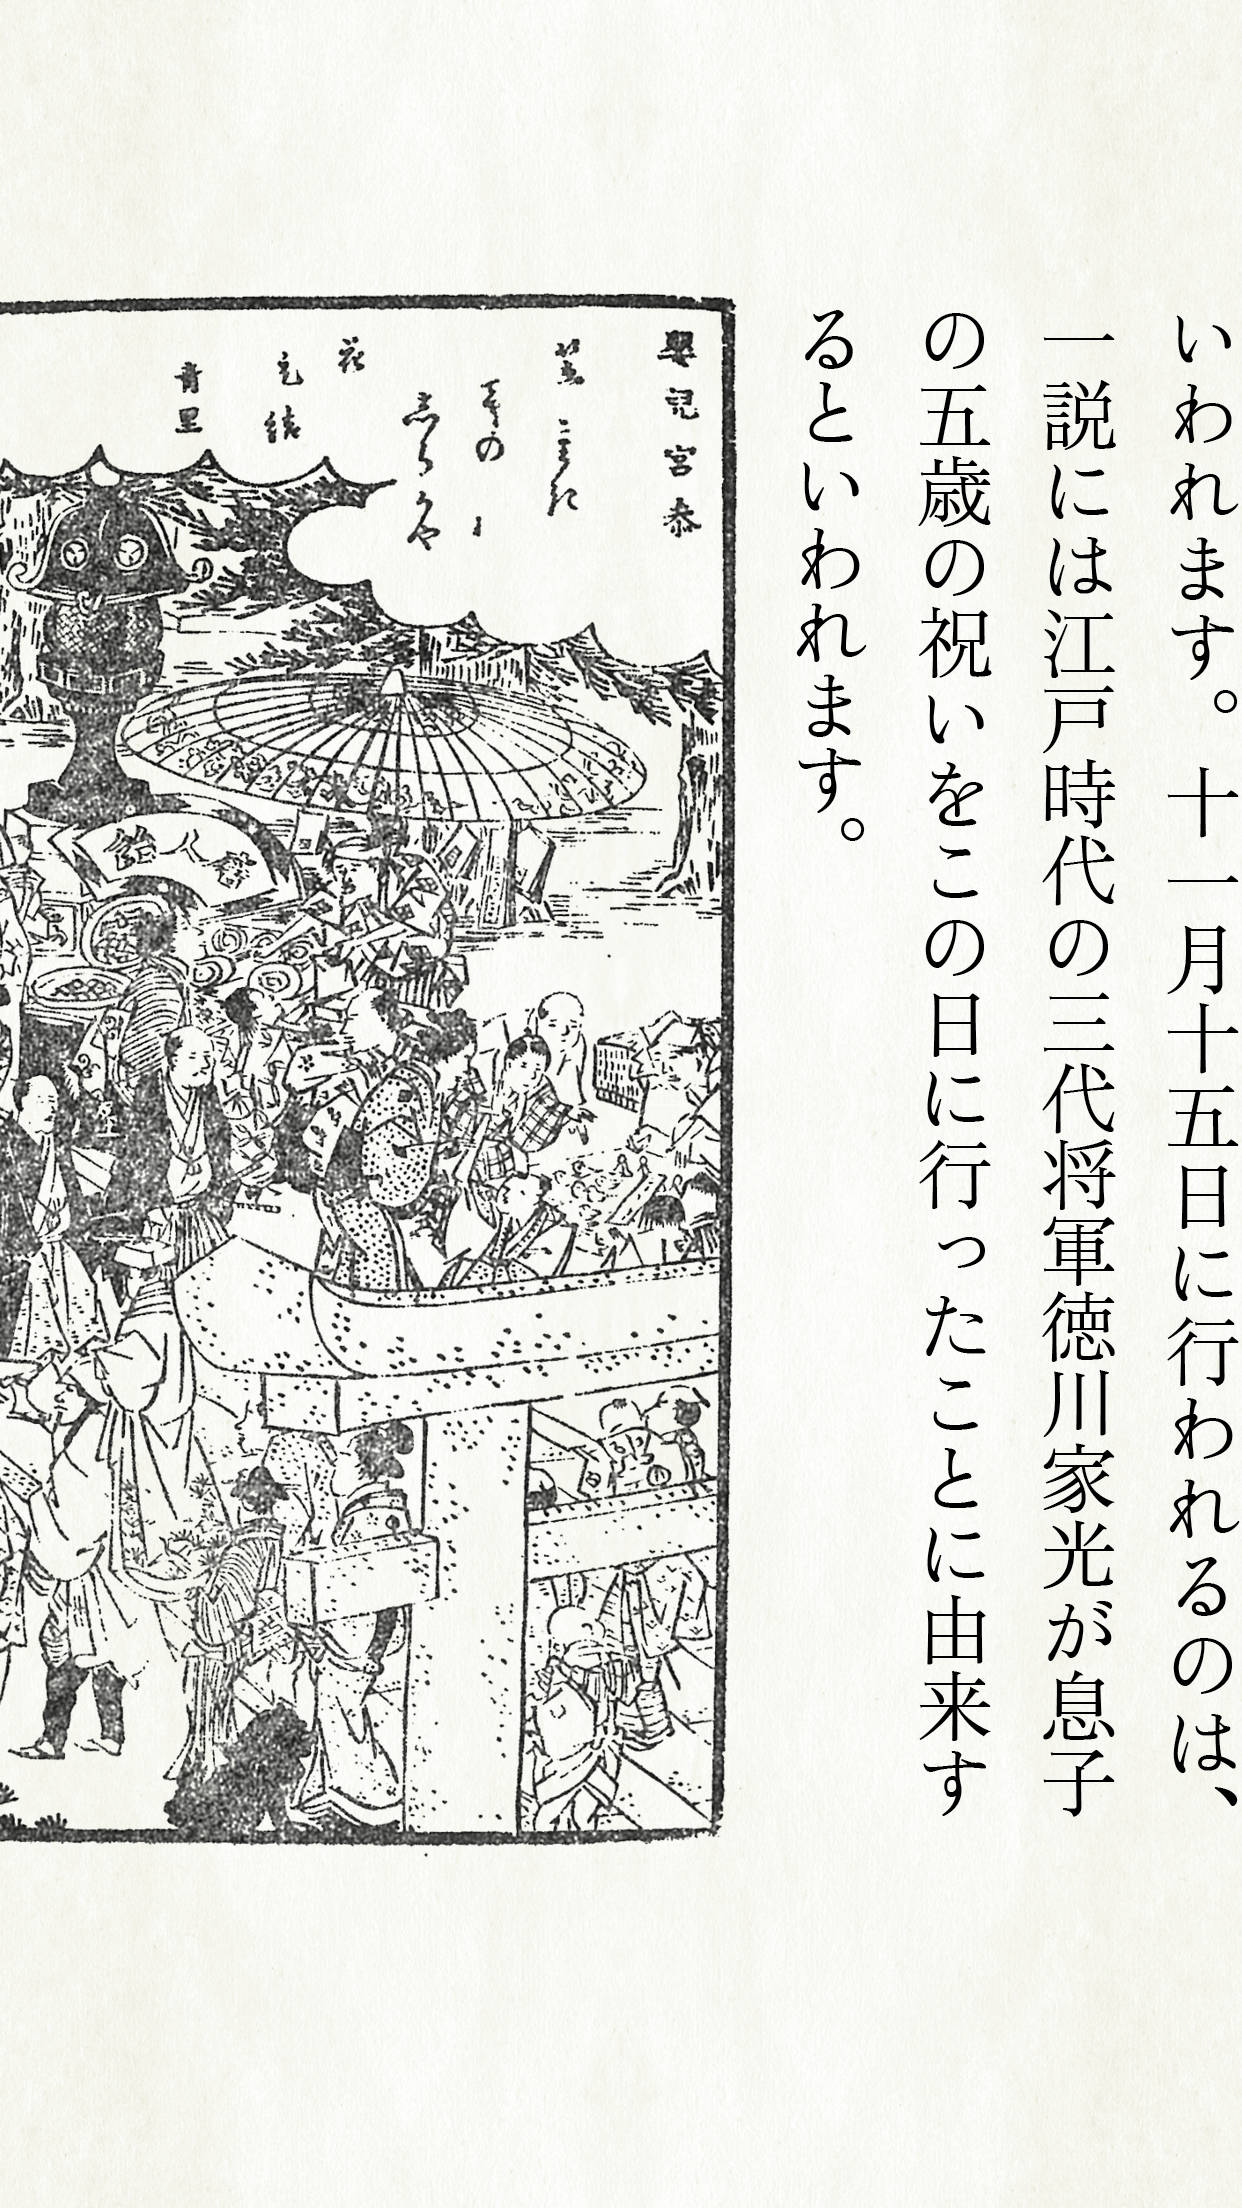 いわれます。十一月十五日に行われるのは、
一説には江戸時代の三代将軍徳川家光が息子
の五歳の祝いをこの日に行ったことに由来す
るといわれます。
嬰児宮参
花
青里